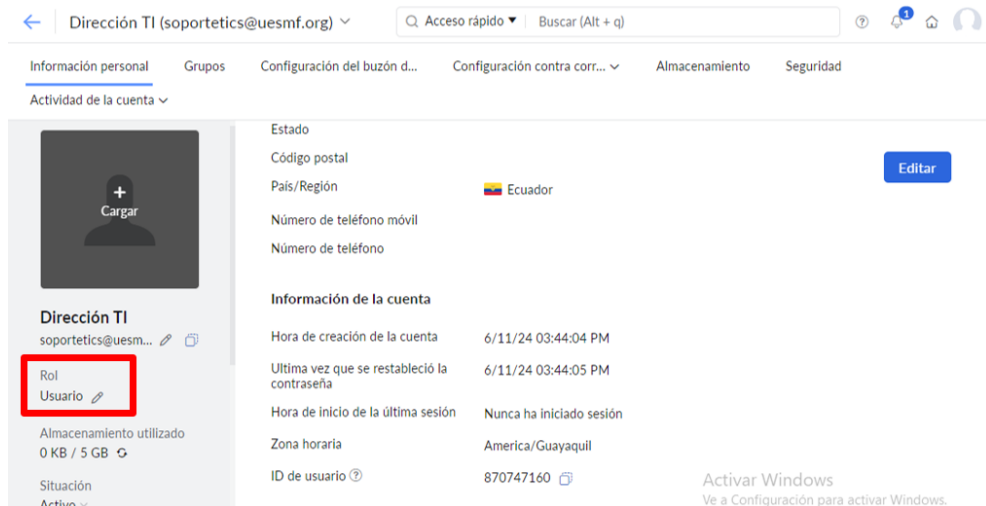 Dirección TI (soportetics@uesmf.org)
Acceso rápido
Buscar (Alt + q)
1
Información personal
Grupos
Configuración del buzón d...
Configuración contra corr...
Almacenamiento
Seguridad
Actividad de la cuenta
+
Cargar
Dirección TI
soportetics@uesm...
Rol
Usuario
Almacenamiento utilizado
0 KB / 5 GB
Situación
Activo
Estado
Código postal
País/Región
Ecuador
Número de teléfono móvil
Número de teléfono
Editar
Información de la cuenta
Hora de creación de la cuenta
6/11/24 03:44:04 PM
Ultima vez que se restableció la
contraseña
6/11/24 03:44:05 PM
Hora de inicio de la última sesión
Nunca ha iniciado sesión
Zona horaria
America/Guayaquil
ID de usuario ?
870747160
Activar Windows
Ve a Configuración para activar Windows.